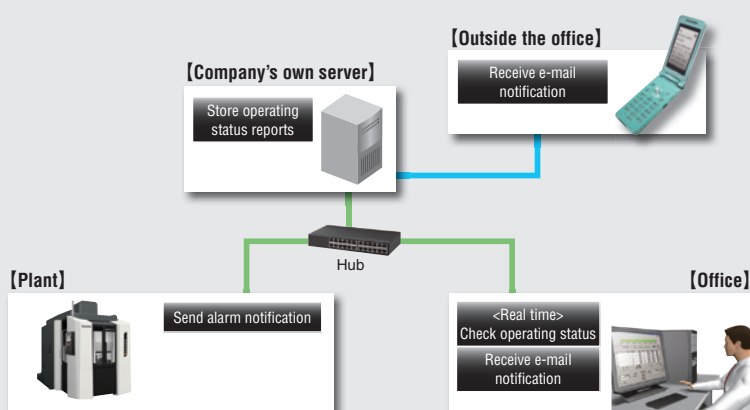 【Outside the office】
Receive e-mail
notification
【Company's own server】
Store operating
status reports
Hub
【Plant】
Send alarm notification
【Office】
<Real time>
Check operating status
Receive e-mail
notification